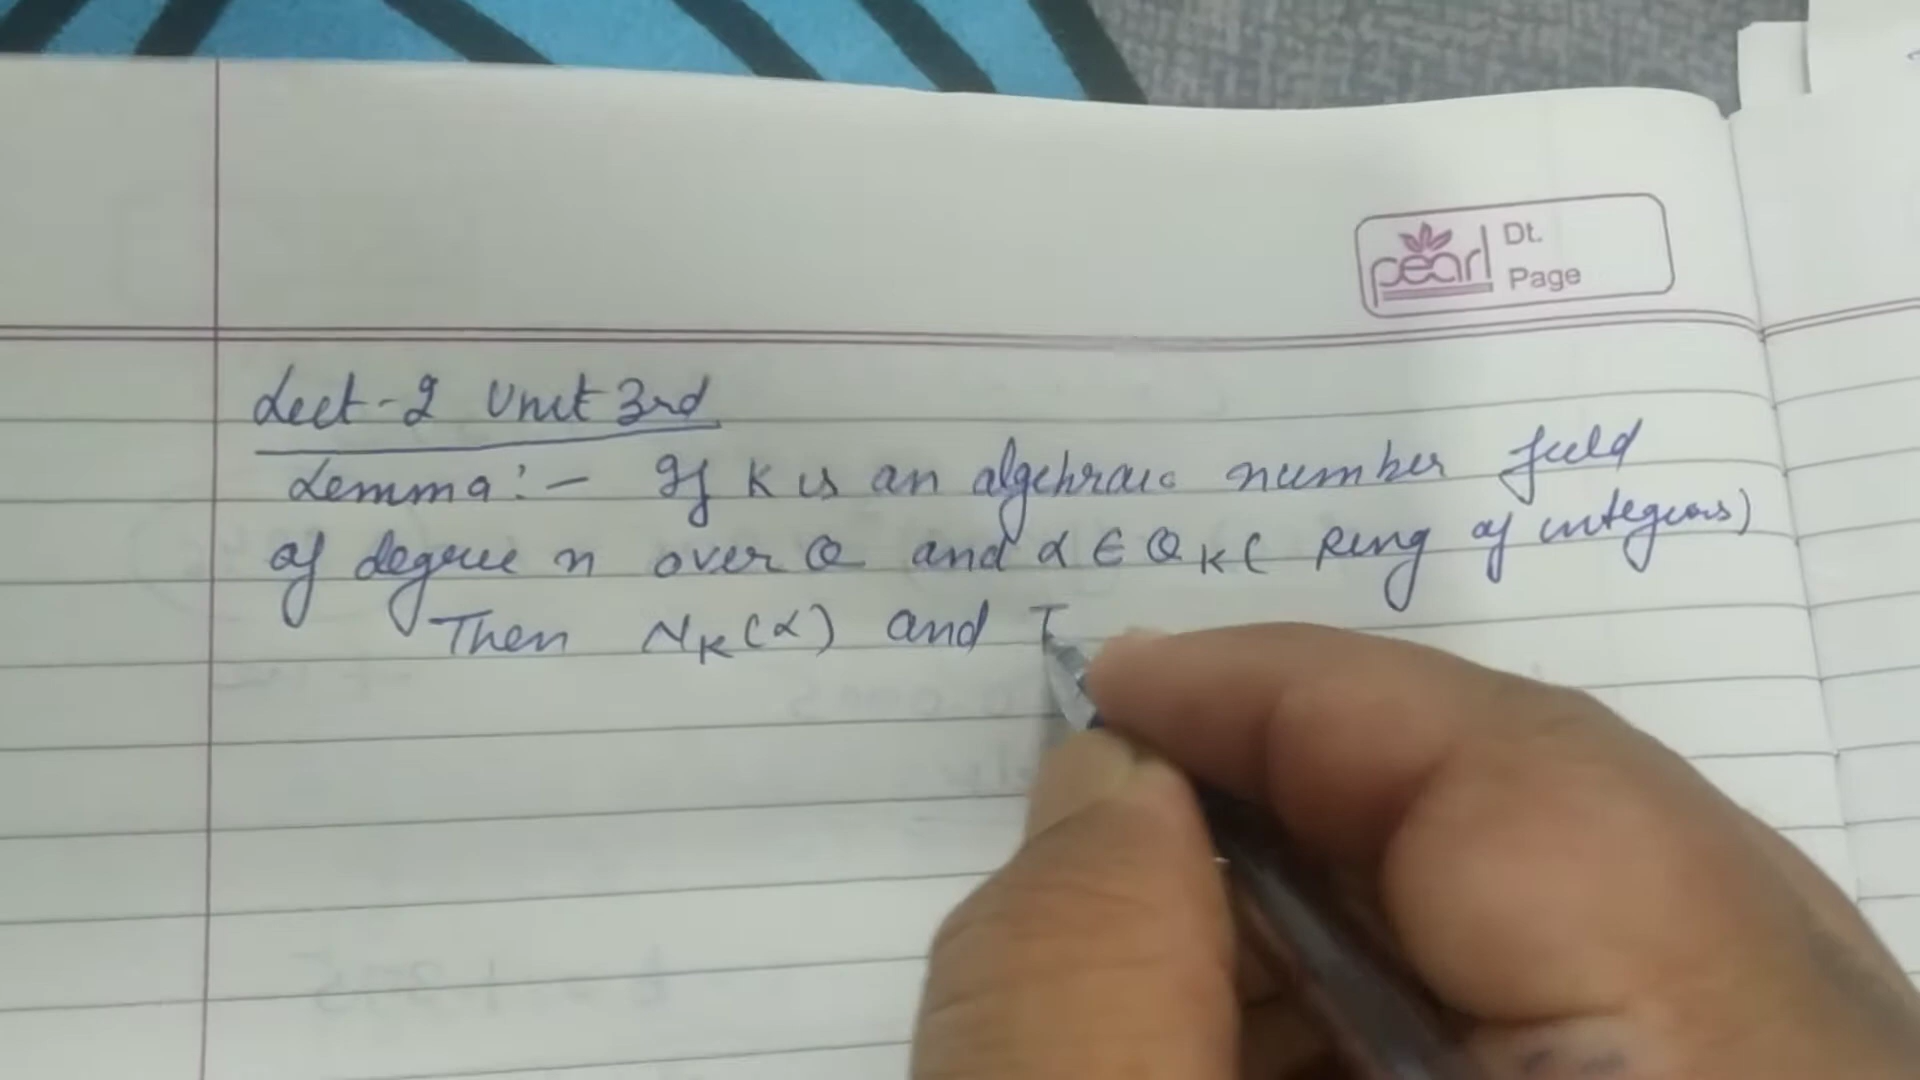 pearl
Dt.
Page
Lect-2 Unit 3rd
Lemma:- If K is an algebraic number field
of degree n over Q and α ∈ O_K ( Ring of integers)
Then N_K(α) and T